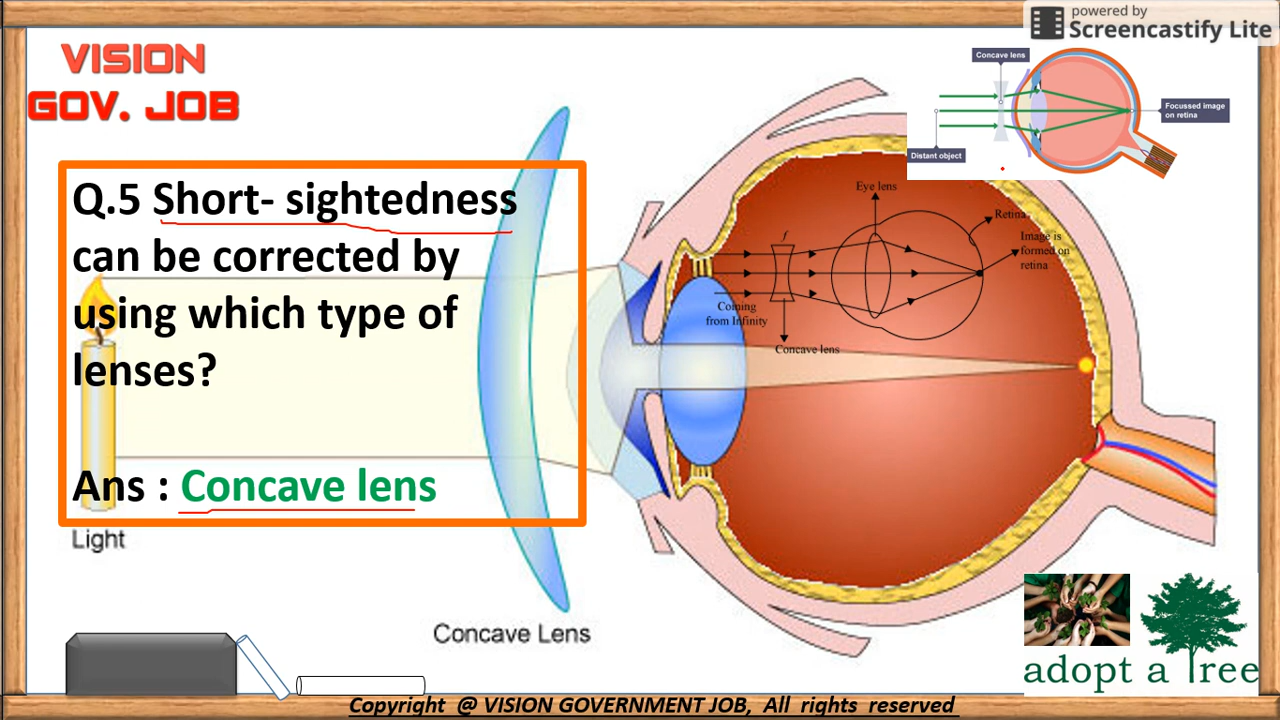 powered by
Screencastify Lite
VISION
GOV. JOB
Concave lens
Focussed image
on retina
Distant object
Q.5 Short- sightedness
can be corrected by
using which type of
lenses?
Ans : Concave lens
Eye lens
Retina
Image is
formed on
retina
f
Coming
from Infinity
Concave lens
Light
Concave Lens
adopt a Tree
Copyright @ VISION GOVERNMENT JOB, All rights reserved